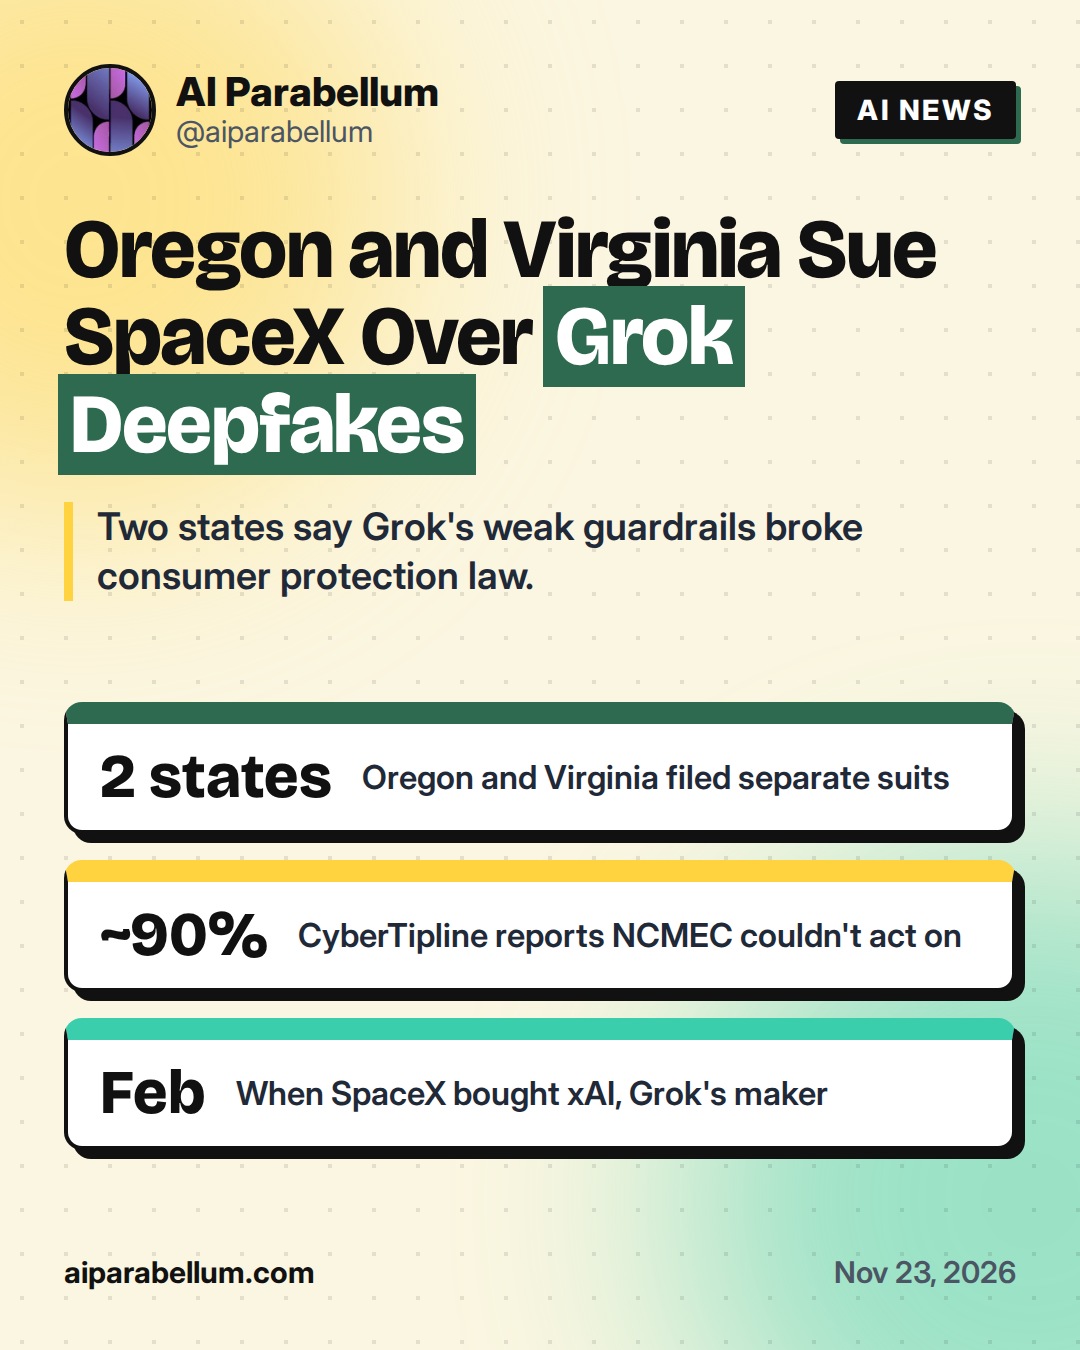 AI Parabellum
@aiparabellum
AI NEWS
Oregon and Virginia Sue
SpaceX Over Grok
Deepfakes
Two states say Grok's weak guardrails broke
consumer protection law.
2 states Oregon and Virginia filed separate suits
~90% CyberTipline reports NCMEC couldn't act on
Feb When SpaceX bought xAI, Grok's maker
aiparabellum.com
Nov 23, 2026